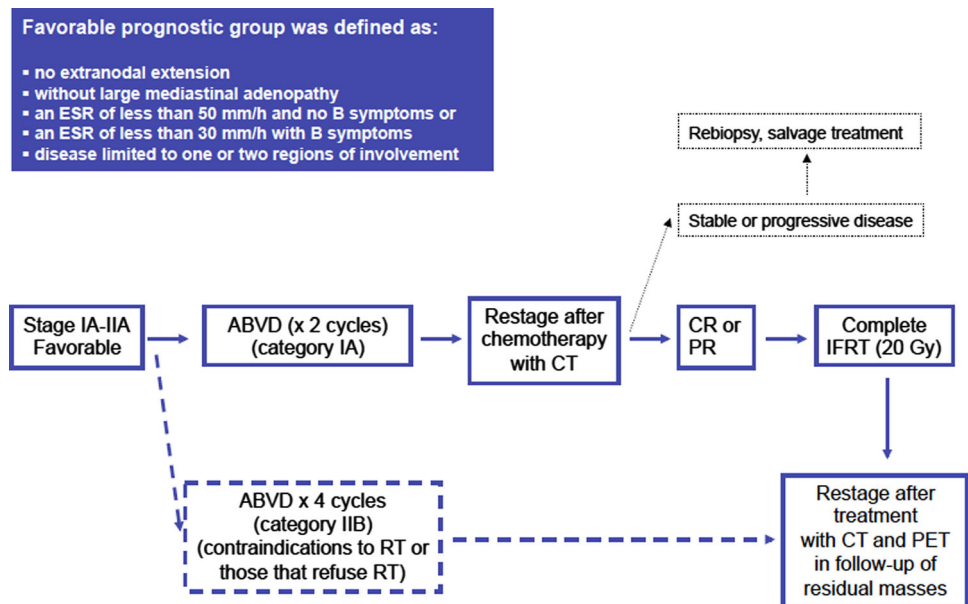 Favorable prognostic group was defined as:
▪ no extranodal extension
▪ without large mediastinal adenopathy
▪ an ESR of less than 50 mm/h and no B symptoms or
▪ an ESR of less than 30 mm/h with B symptoms
▪ disease limited to one or two regions of involvement
Rebiopsy, salvage treatment
Stable or progressive disease
Stage IA-IIA
Favorable
ABVD (x 2 cycles)
(category IA)
Restage after
chemotherapy
with CT
CR or
PR
Complete
IFRT (20 Gy)
ABVD x 4 cycles
(category IIB)
(contraindications to RT or
those that refuse RT)
Restage after
treatment
with CT and PET
in follow-up of
residual masses